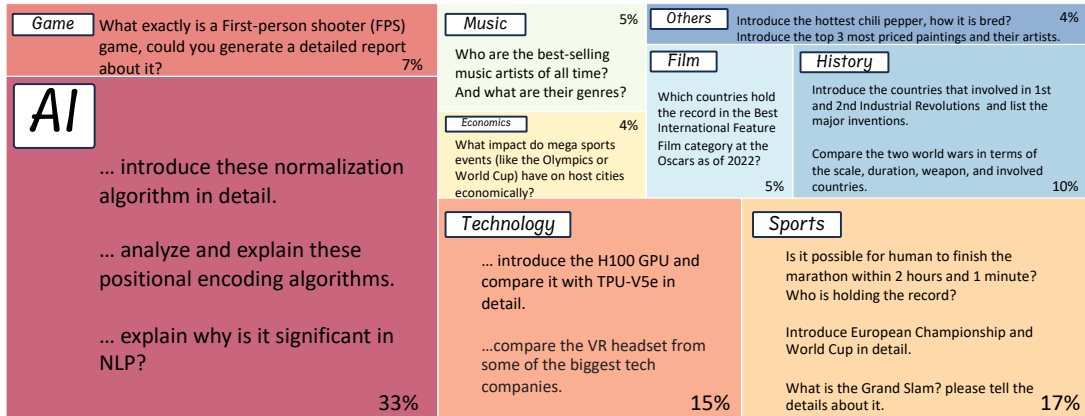 Game
What exactly is a First-person shooter (FPS)
game, could you generate a detailed report
about it?
7%
AI
... introduce these normalization
algorithm in detail.
... analyze and explain these
positional encoding algorithms.
... explain why is it significant in
NLP?
33%
Music
5%
Who are the best-selling
music artists of all time?
And what are their genres?
Economics
4%
What impact do mega sports
events (like the Olympics or
World Cup) have on host cities
economically?
Others
4%
Introduce the hottest chili pepper, how it is bred?
Introduce the top 3 most priced paintings and their artists.
Film
Which countries hold
the record in the Best
International Feature
Film category at the
Oscars as of 2022?
5%
History
Introduce the countries that involved in 1st
and 2nd Industrial Revolutions and list the
major inventions.
Compare the two world wars in terms of
the scale, duration, weapon, and involved
countries.
10%
Technology
... introduce the H100 GPU and
compare it with TPU-V5e in
detail.
...compare the VR headset from
some of the biggest tech
companies.
15%
Sports
Is it possible for human to finish the
marathon within 2 hours and 1 minute?
Who is holding the record?
Introduce European Championship and
World Cup in detail.
What is the Grand Slam? please tell the
details about it.
17%